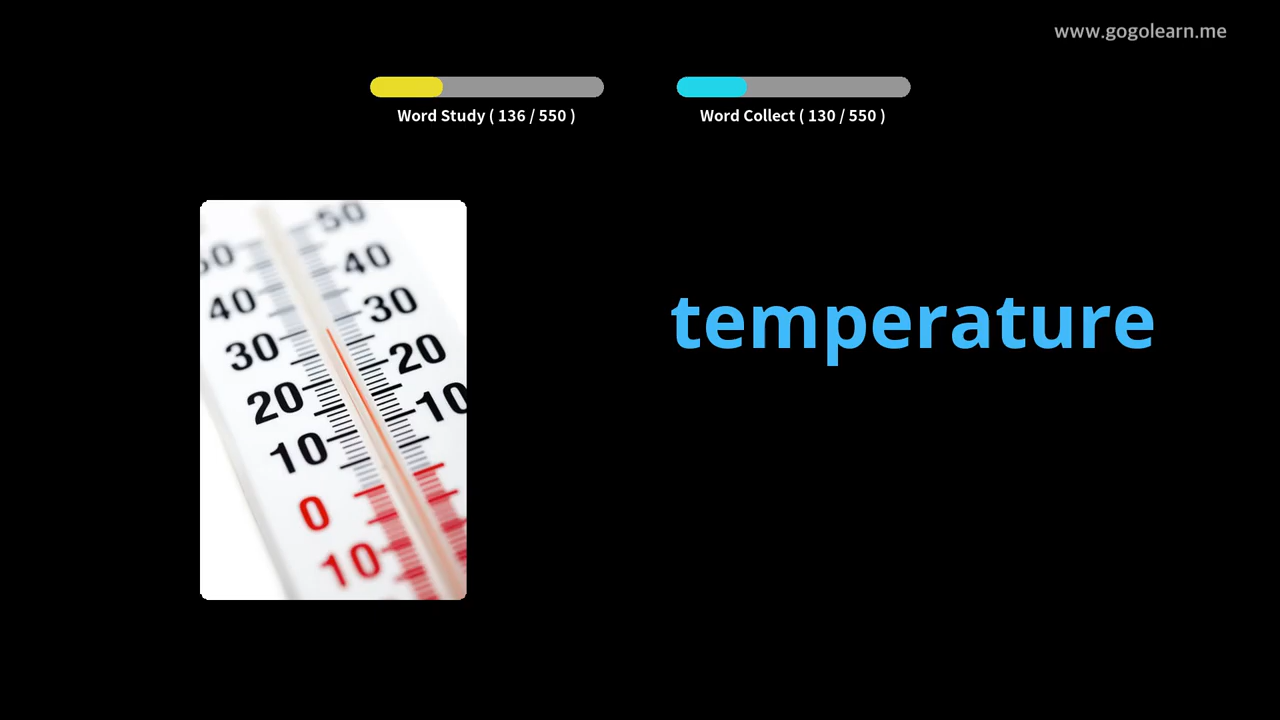 www.gogolearn.me
Word Study ( 136 / 550 )
Word Collect ( 130 / 550 )
temperature
50
40 40
30 30
20 20
10 10
0
10